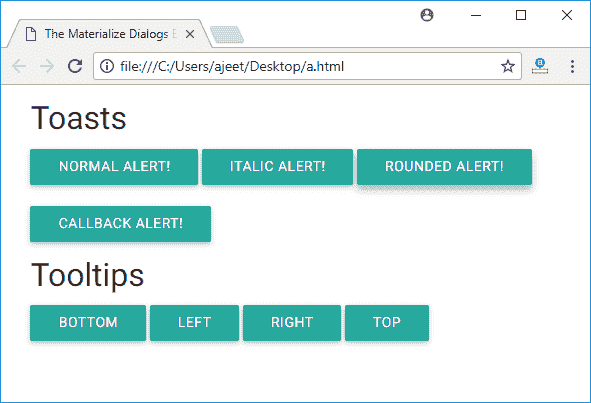 The Materialize Dialogs E
file:///C:/Users/ajeet/Desktop/a.html
Toasts
NORMAL ALERT! ITALIC ALERT! ROUNDED ALERT!
CALLBACK ALERT!
Tooltips
BOTTOM LEFT RIGHT TOP